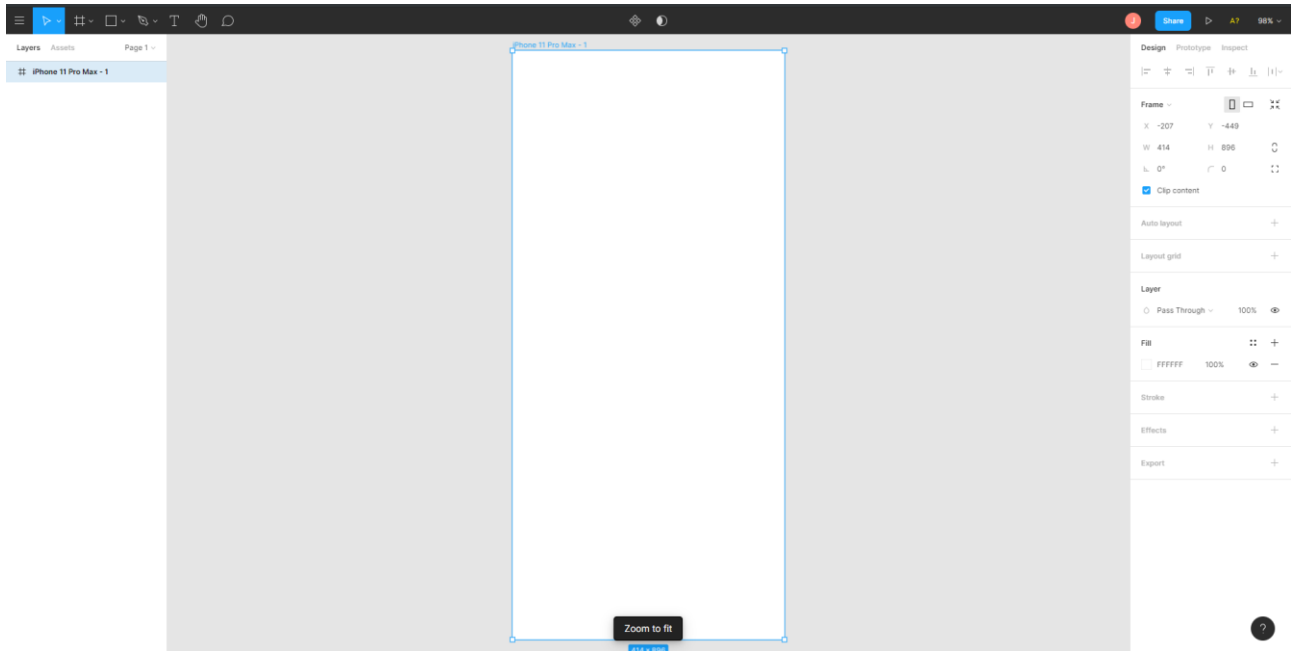 Share
A?
98%
Layers Assets Page 1
iPhone 11 Pro Max - 1
iPhone 11 Pro Max - 1
Zoom to fit
414 × 896
Design Prototype Inspect
Frame
X -207 Y -449
W 414 H 896
0° 0
Clip content
Auto layout
Layout grid
Layer
Pass Through 100%
Fill
FFFFFF 100%
Stroke
Effects
Export
?